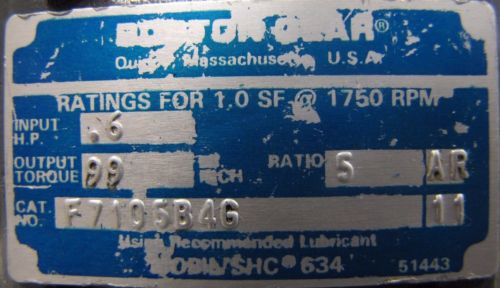 BOSTON GEAR®
Quincy, Massachusetts U.S.A.
RATINGS FOR 1.0 SF @ 1750 RPM
INPUT H.P. .6
OUTPUT TORQUE 99 RATIO 5 AR
CAT. NO. F7105B4G 11
Using Recommended Lubricant
MOBIL SHC® 634
51443